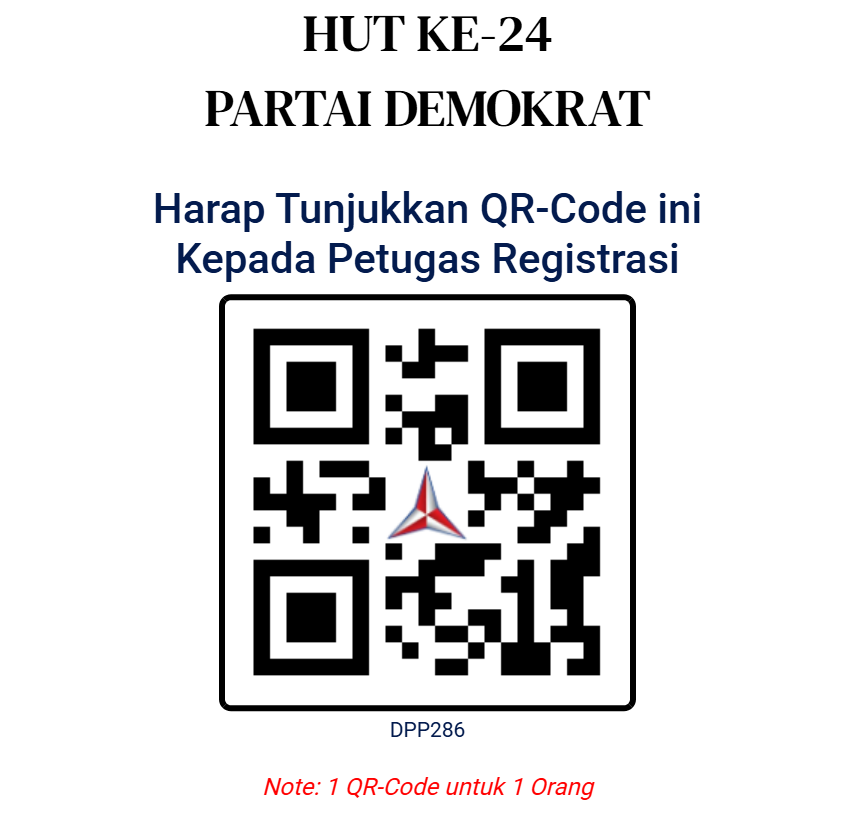 HUT KE-24
PARTAI DEMOKRAT
Harap Tunjukkan QR-Code ini
Kepada Petugas Registrasi
DPP286
Note: 1 QR-Code untuk 1 Orang